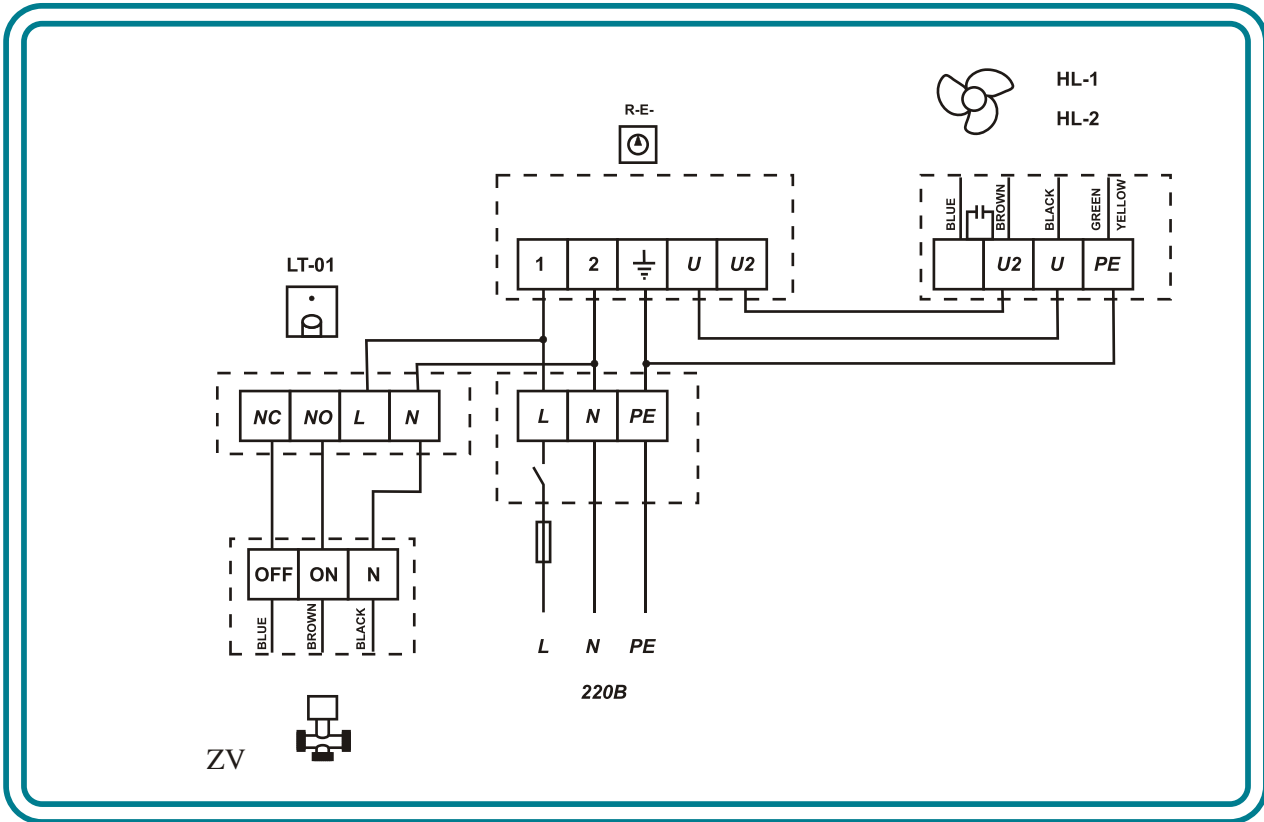 HL-1
HL-2
R-E-
BLUE
BROWN
BLACK
GREEN
YELLOW
1 2 U U2
U2 U PE
LT-01
NC NO L N
L N PE
OFF ON N
BLUE
BROWN
BLACK
L N PE
220В
ZV